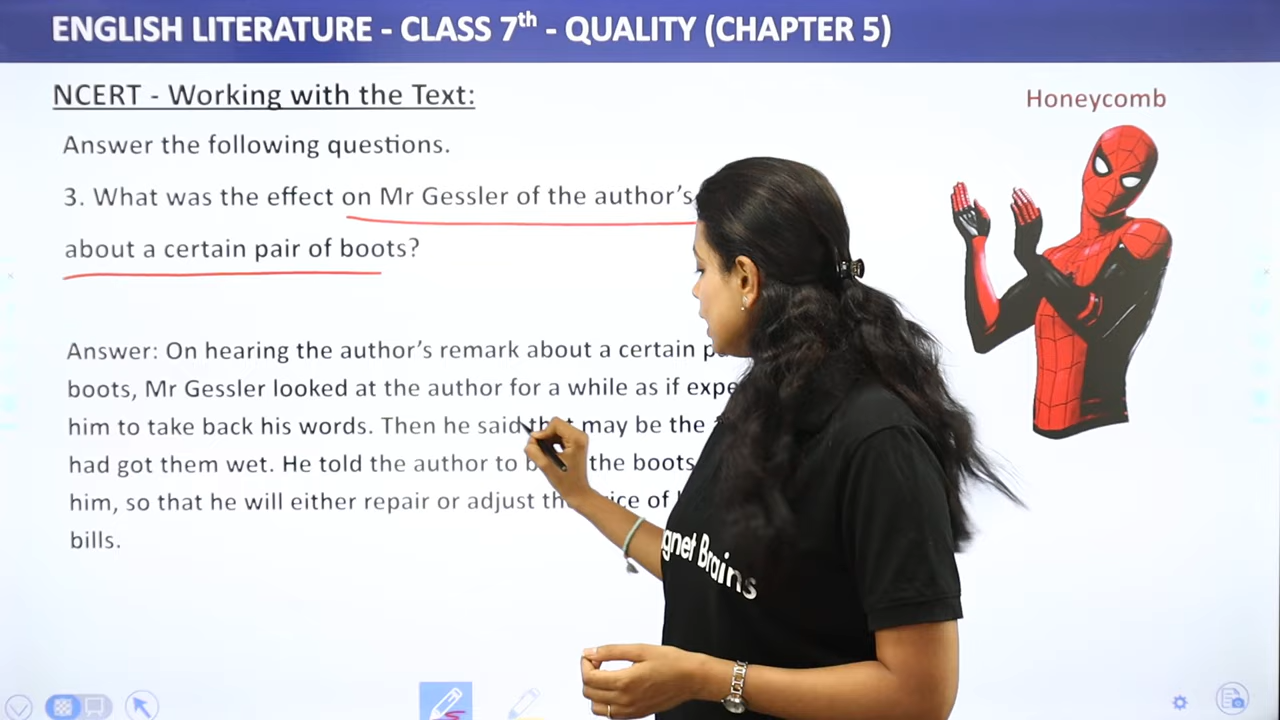 ENGLISH LITERATURE - CLASS 7th - QUALITY (CHAPTER 5)
NCERT - Working with the Text:
Honeycomb
Answer the following questions.
3. What was the effect on Mr Gessler of the author's
about a certain pair of boots?
Answer: On hearing the author's remark about a certain
boots, Mr Gessler looked at the author for a while as if
him to take back his words. Then he said that may be the
had got them wet. He told the author to the boots
him, so that he will either repair or adjust the of
bills.
gnet Brains